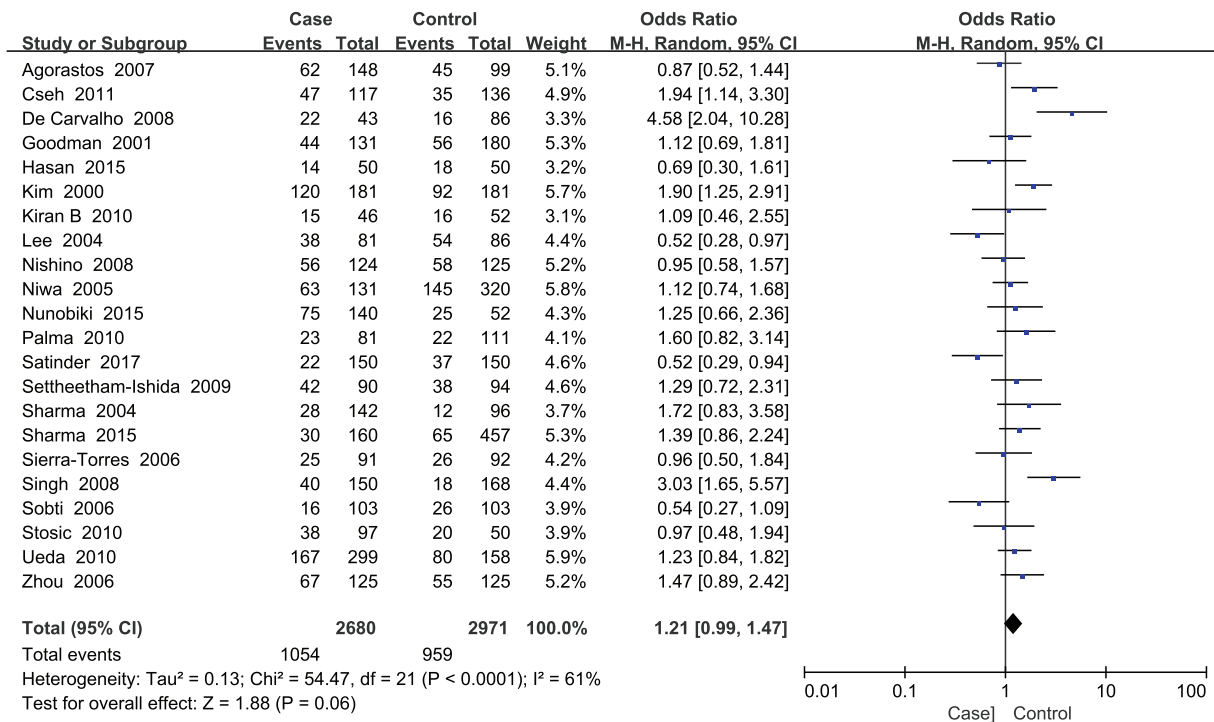 Case Control Odds Ratio Odds Ratio
Study or Subgroup Events Total Events Total Weight M-H, Random, 95% CI M-H, Random, 95% CI
Agorastos 2007 62 148 45 99 5.1% 0.87 [0.52, 1.44]
Cseh 2011 47 117 35 136 4.9% 1.94 [1.14, 3.30]
De Carvalho 2008 22 43 16 86 3.3% 4.58 [2.04, 10.28]
Goodman 2001 44 131 56 180 5.3% 1.12 [0.69, 1.81]
Hasan 2015 14 50 18 50 3.2% 0.69 [0.30, 1.61]
Kim 2000 120 181 92 181 5.7% 1.90 [1.25, 2.91]
Kiran B 2010 15 46 16 52 3.1% 1.09 [0.46, 2.55]
Lee 2004 38 81 54 86 4.4% 0.52 [0.28, 0.97]
Nishino 2008 56 124 58 125 5.2% 0.95 [0.58, 1.57]
Niwa 2005 63 131 145 320 5.8% 1.12 [0.74, 1.68]
Nunobiki 2015 75 140 25 52 4.3% 1.25 [0.66, 2.36]
Palma 2010 23 81 22 111 4.1% 1.60 [0.82, 3.14]
Satinder 2017 22 150 37 150 4.6% 0.52 [0.29, 0.94]
Settheetham-Ishida 2009 42 90 38 94 4.6% 1.29 [0.72, 2.31]
Sharma 2004 28 142 12 96 3.7% 1.72 [0.83, 3.58]
Sharma 2015 30 160 65 457 5.3% 1.39 [0.86, 2.24]
Sierra-Torres 2006 25 91 26 92 4.2% 0.96 [0.50, 1.84]
Singh 2008 40 150 18 168 4.4% 3.03 [1.65, 5.57]
Sobti 2006 16 103 26 103 3.9% 0.54 [0.27, 1.09]
Stosic 2010 38 97 20 50 3.9% 0.97 [0.48, 1.94]
Ueda 2010 167 299 80 158 5.9% 1.23 [0.84, 1.82]
Zhou 2006 67 125 55 125 5.2% 1.47 [0.89, 2.42]
Total (95% CI) 2680 2971 100.0% 1.21 [0.99, 1.47]
Total events 1054 959
Heterogeneity: Tau² = 0.13; Chi² = 54.47, df = 21 (P < 0.0001); I² = 61%
Test for overall effect: Z = 1.88 (P = 0.06)
0.01 0.1 1 10 100
Case] Control